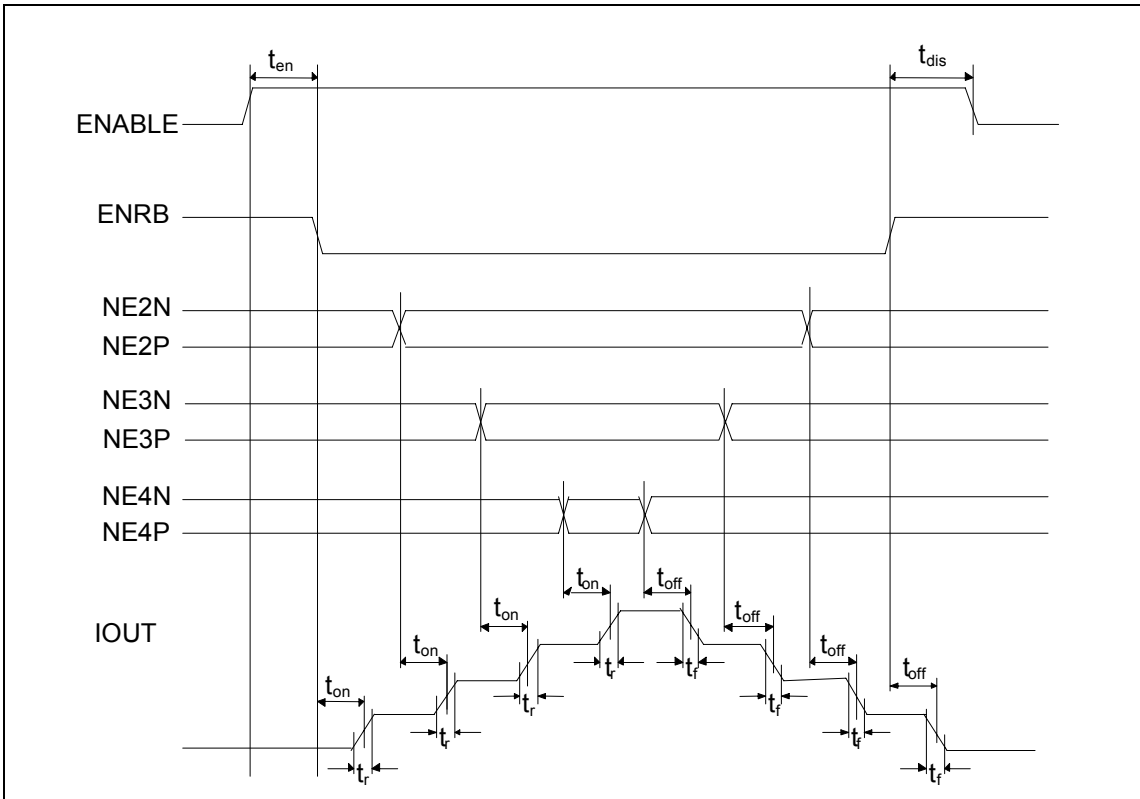 ten
tdis
ENABLE
ENRB
NE2N
NE2P
NE3N
NE3P
NE4N
NE4P
ton
toff
ton
toff
IOUT
ton
toff
ton
toff
tr
tf
tr
tf
tr
tf
tr
tf